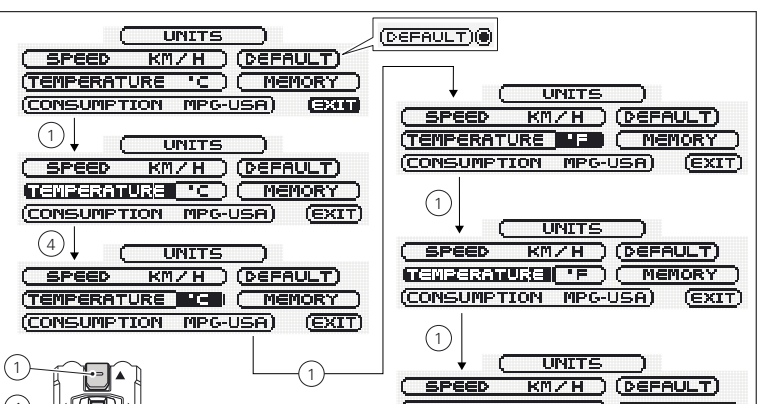 UNITS
SPEED KM/H DEFAULT
TEMPERATURE °C MEMORY
CONSUMPTION MPG-USA EXIT
DEFAULT
1
UNITS
SPEED KM/H DEFAULT
TEMPERATURE °C MEMORY
CONSUMPTION MPG-USA EXIT
4
UNITS
SPEED KM/H DEFAULT
TEMPERATURE °C MEMORY
CONSUMPTION MPG-USA EXIT
1
1
UNITS
SPEED KM/H DEFAULT
TEMPERATURE °F MEMORY
CONSUMPTION MPG-USA EXIT
1
UNITS
SPEED KM/H DEFAULT
TEMPERATURE °F MEMORY
CONSUMPTION MPG-USA EXIT
1
UNITS
SPEED KM/H DEFAULT